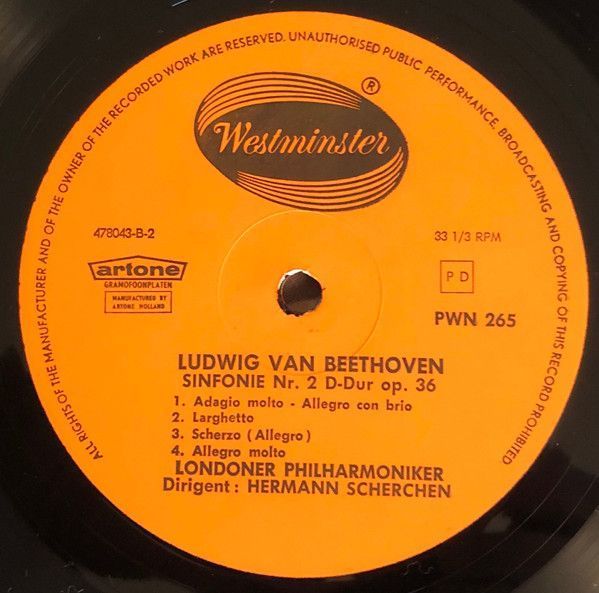 ALL RIGHTS OF THE MANUFACTURER AND OF THE OWNER OF THE RECORDED WORK ARE RESERVED. UNAUTHORISED PUBLIC PERFORMANCE, BROADCASTING AND COPYING OF THIS RECORD PROHIBITED
®
Westminster
478043-B-2
33 1/3 RPM
artone
GRAMOFOONPLATEN
MANUFACTURED BY
ARTONE HOLLAND
P D
PWN 265
LUDWIG VAN BEETHOVEN
SINFONIE Nr. 2 D-Dur op. 36
1. Adagio molto - Allegro con brio
2. Larghetto
3. Scherzo (Allegro)
4. Allegro molto
LONDONER PHILHARMONIKER
Dirigent: HERMANN SCHERCHEN